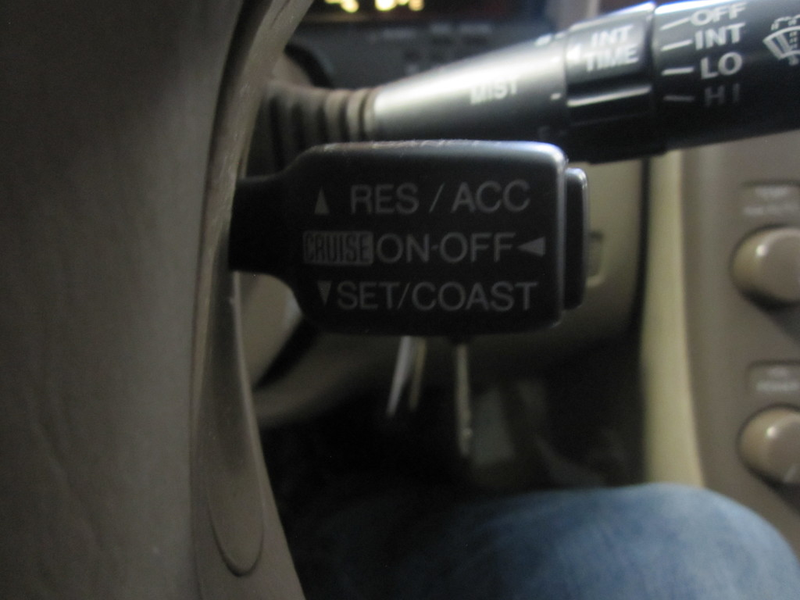 OFF
INT
LO
HI
INT
TIME
MIST
▲ RES / ACC
CRUISE ON-OFF ◀
▼ SET/COAST